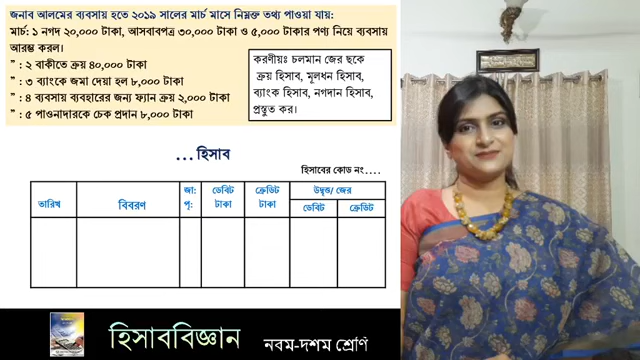 জনাব আলমের ব্যবসায় হতে ২০১৯ সালের মার্চ মাসে নিম্নক্ত তথ্য পাওয়া যায়:
মার্চ: ১ নগদ ২০,০০০ টাকা, আসবাবপত্র ৩০,০০০ টাকা ও ৫,০০০ টাকার পণ্য নিয়ে ব্যবসায়
আরম্ভ করল।
" : ২ বাকীতে ক্রয় ৪০,০০০ টাকা
" : ৩ ব্যাংকে জমা দেয়া হল ৮,০০০ টাকা
" : ৪ ব্যবসায় ব্যবহারের জন্য ফ্যান ক্রয় ২,০০০ টাকা
" : ৫ পাওনাদারকে চেক প্রদান ৮,০০০ টাকা
করণীয়ঃ চলমান জের ছকে
ক্রয় হিসাব, মূলধন হিসাব,
ব্যাংক হিসাব, নগদান হিসাব,
প্রস্তুত কর।
...হিসাব
হিসাবের কোড নং....
তারিখ বিবরণ জা: পৃ: ডেবিট টাকা ক্রেডিট টাকা উদ্বৃত্ত/ জের
ডেবিট ক্রেডিট
হিসাববিজ্ঞান নবম-দশম শ্রেণি